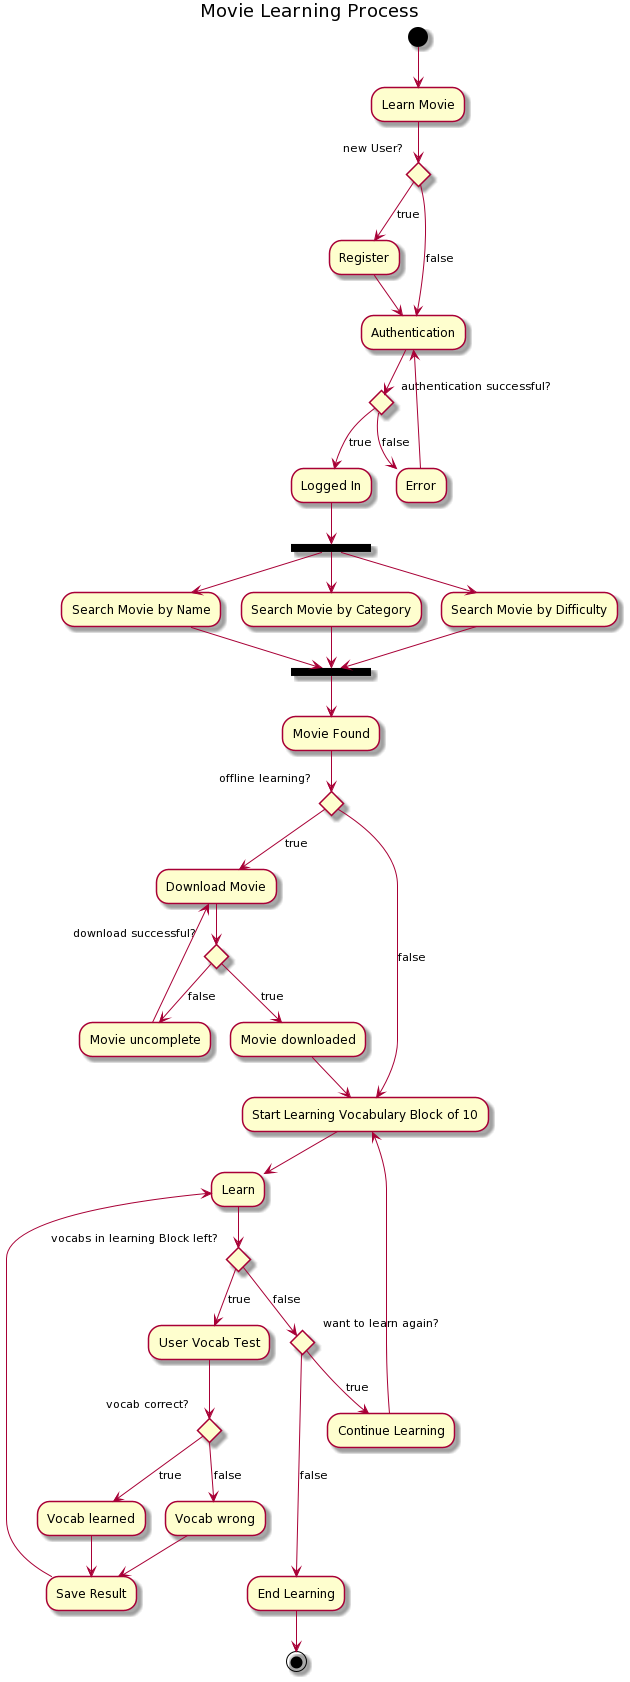 Movie Learning Process
Learn Movie
new User?
true
Register
false
Authentication
authentication successful?
true
false
Logged In
Error
Search Movie by Name
Search Movie by Category
Search Movie by Difficulty
Movie Found
offline learning?
true
Download Movie
download successful?
false
false
true
Movie uncomplete
Movie downloaded
Start Learning Vocabulary Block of 10
Learn
vocabs in learning Block left?
true
false
want to learn again?
User Vocab Test
true
vocab correct?
Continue Learning
true
false
false
Vocab learned
Vocab wrong
Save Result
End Learning